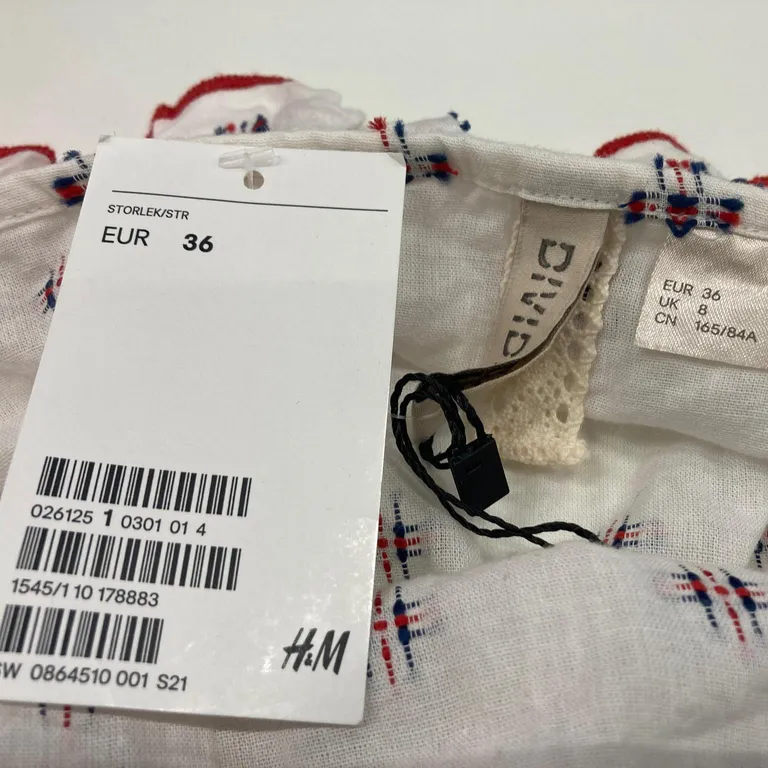 STORLEK/STR
EUR 36
026125 1 0301 01 4
1545/1 10 178883
SW 0864510 001 S21
H&M
DIVID
EUR 36
UK 8
CN 165/84A